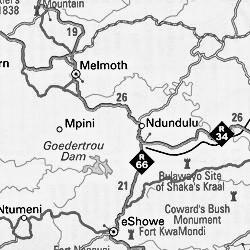 Mountain
1838
19
Melmoth
26
Mpini
Ndundulu
26
R
34
Goedertrou
Dam
R
66
Bulawayo Site
of Shaka's Kraal
21
Coward's Bush
Monument
Ntumeni
eShowe
Fort KwaMondi